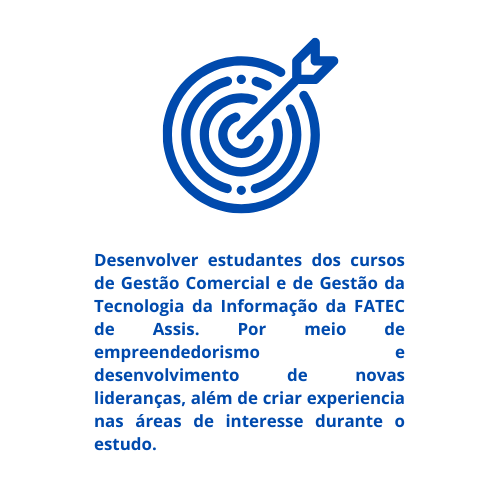 Desenvolver estudantes dos cursos
de Gestão Comercial e de Gestão da
Tecnologia da Informação da FATEC
de Assis. Por meio de
empreendedorismo e
desenvolvimento de novas
lideranças, além de criar experiencia
nas áreas de interesse durante o
estudo.